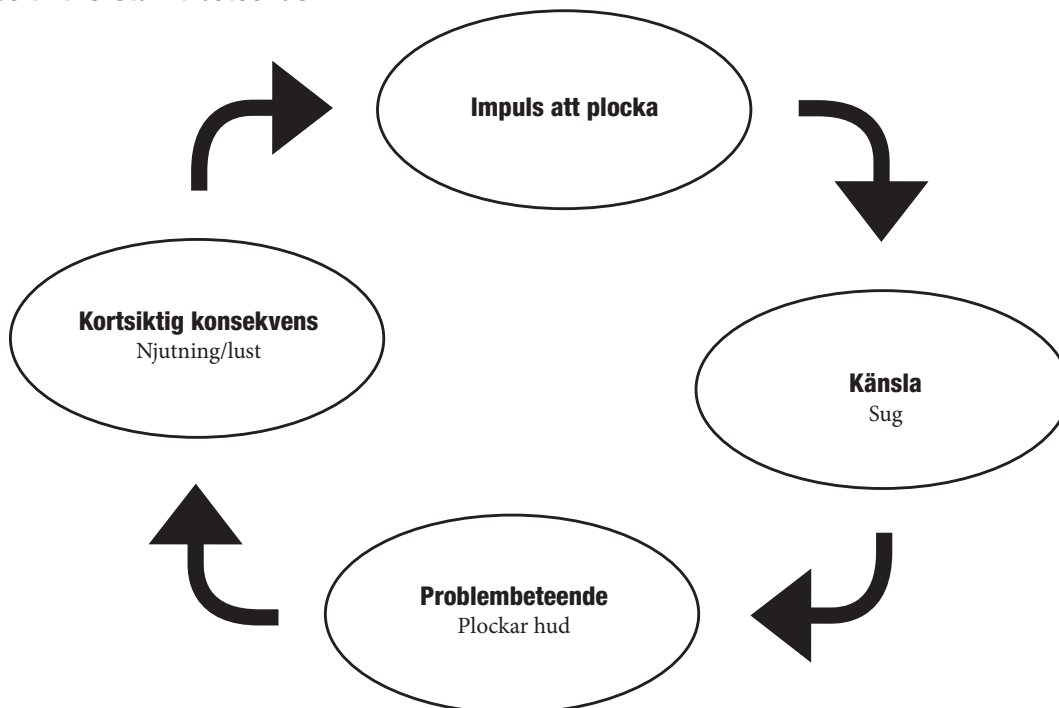 Impuls att plocka
Kortsiktig konsekvens
Njutning/lust
Känsla
Sug
Problembeteende
Plockar hud